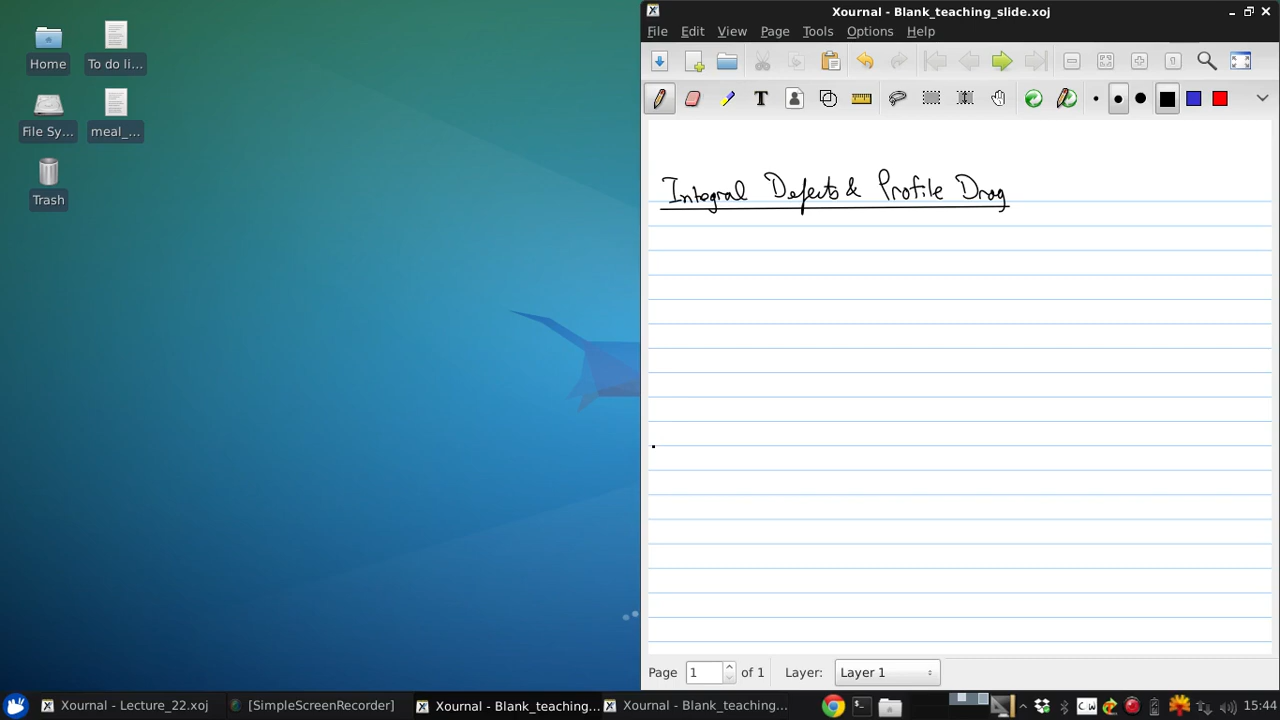 Xournal - Blank_teaching_slide.xoj
File Edit View Page Tools Options Help
Home
To do li...
File Sy...
meal_...
Trash
T
Integral Defects & Profile Drag
Page 1 of 1 Layer: Layer 1
Xournal - Lecture_22.xoj [SimpleScreenRecorder] Xournal - Blank_teaching... Xournal - Blank_teaching... 15:44